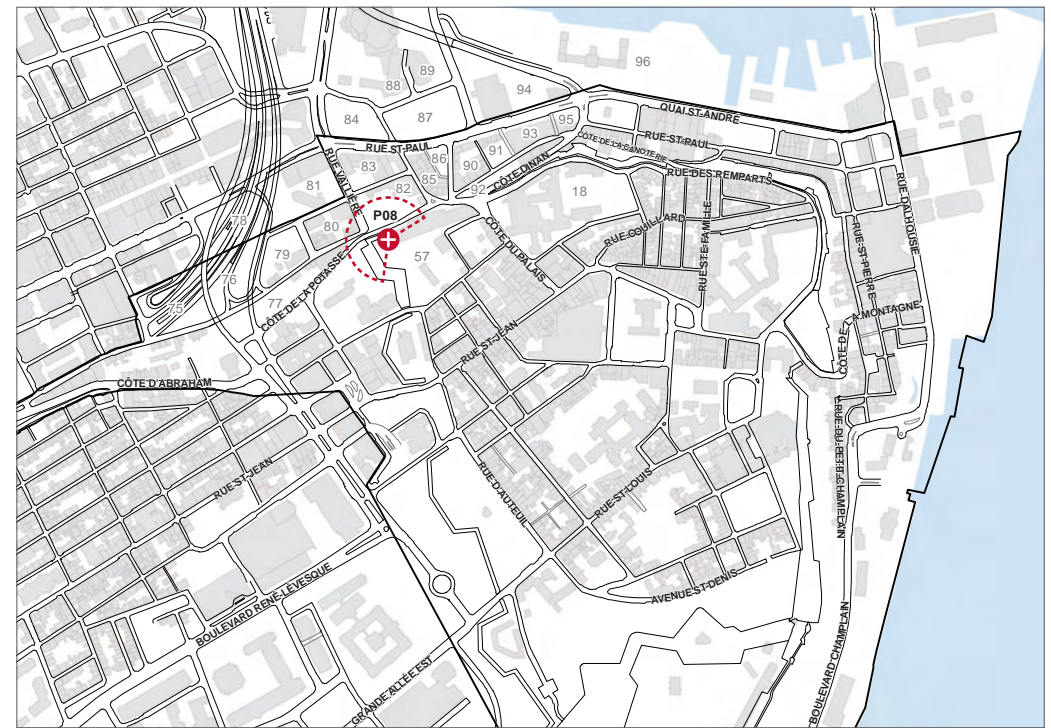 96
89
88
94
QUAI ST-ANDRÉ
84
87
95
93
RUE ST-PAUL
RUE ST-PAUL
CÔTE DE LA CANOTERIE
91
86
90
83
CÔTE DINAN
RUE DES REMPARTS
RUE VALLIÈRE
85
92
82
18
81
RUE DALHOUSIE
P08
78
80
RUE COUILLARD
RUE STE-FAMILLE
CÔTE DU PALAIS
RUE ST-PIERRE
79
57
76
CÔTE DE LA POTASSE
77
75
CÔTE DE LA MONTAGNE
RUE ST-JEAN
CÔTE D'ABRAHAM
RUE DU PETIT-CHAMPLAIN
RUE ST-JEAN
RUE D'AUTEUIL
RUE ST-LOUIS
AVENUE ST-DENIS
BOULEVARD RENÉ-LÉVESQUE
BOULEVARD CHAMPLAIN
GRANDE ALLÉE EST